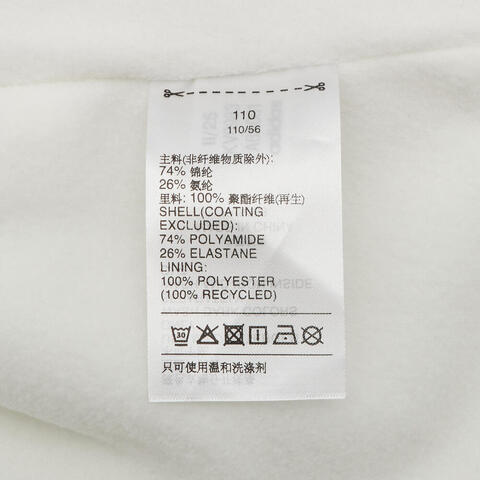 110
110/56
主料(非纤维物质除外):
74% 锦纶
26% 氨纶
里料: 100% 聚酯纤维(再生)
SHELL(COATING
EXCLUDED):
74% POLYAMIDE
26% ELASTANE
LINING:
100% POLYESTER
(100% RECYCLED)
30
只可使用温和洗涤剂